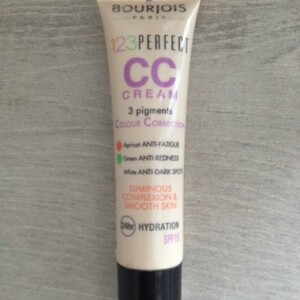 BOURJOIS
PARIS
123PERFECT
CC
CREAM
3 pigments
COLOUR CORRECTION
Apricot ANTI-FATIGUE
Green ANTI-REDNESS
White ANTI-DARK SPOTS
LUMINOUS
COMPLEXION &
SMOOTH SKIN
24hr HYDRATION
SPF15